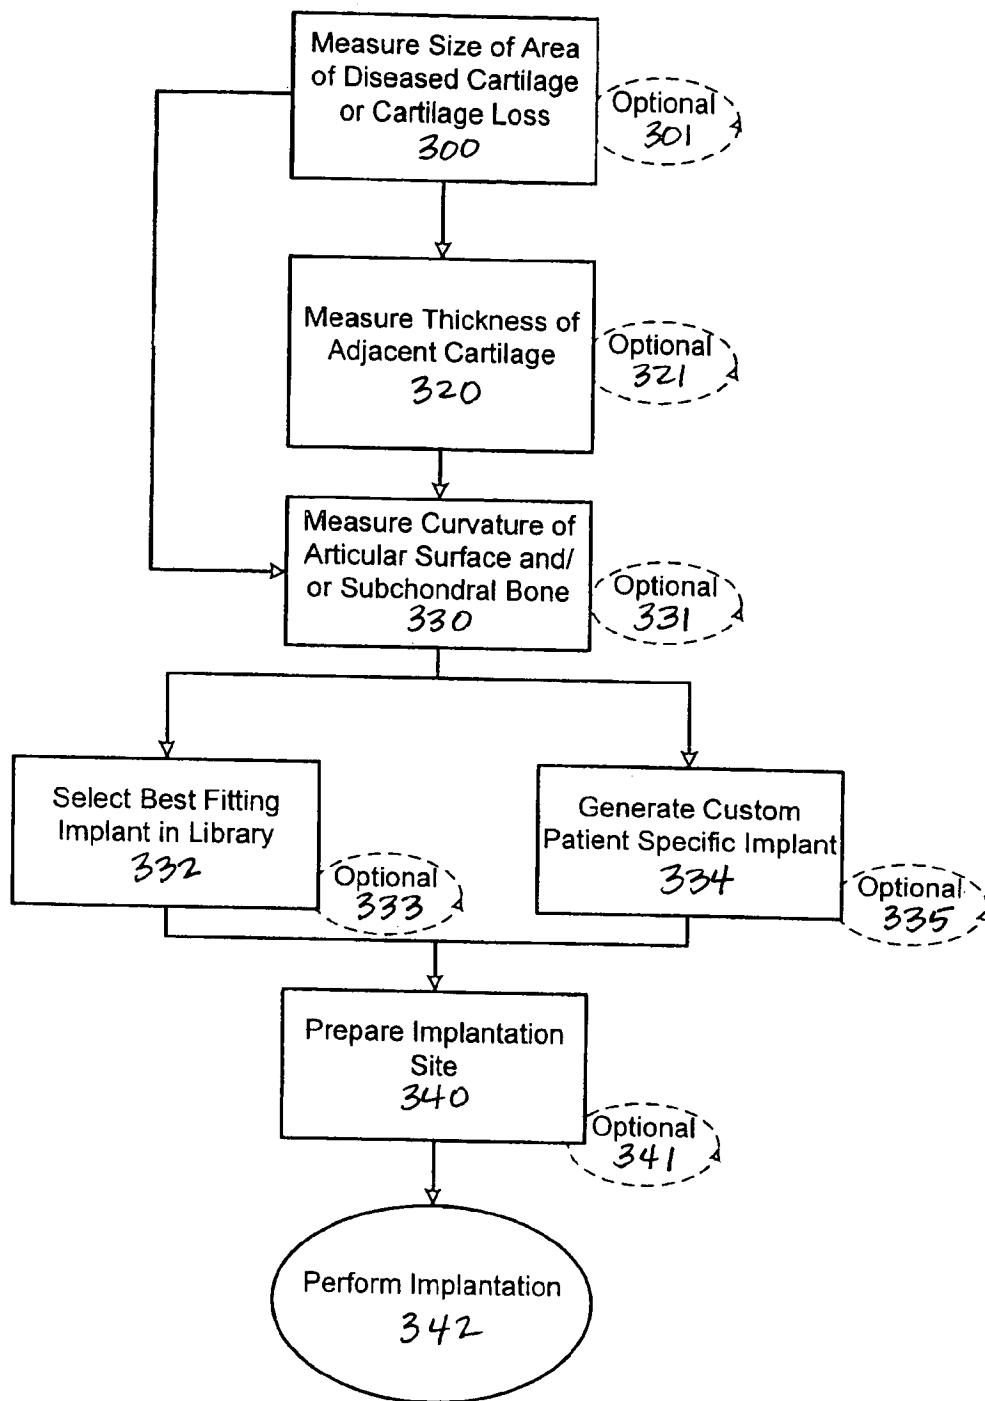 Measure Size of Area
of Diseased Cartilage
or Cartilage Loss
300
Optional
301
Measure Thickness of
Adjacent Cartilage
320
Optional
321
Measure Curvature of
Articular Surface and/
or Subchondral Bone
330
Optional
331
Select Best Fitting
Implant in Library
332
Optional
333
Generate Custom
Patient Specific Implant
334
Optional
335
Prepare Implantation
Site
340
Optional
341
Perform Implantation
342